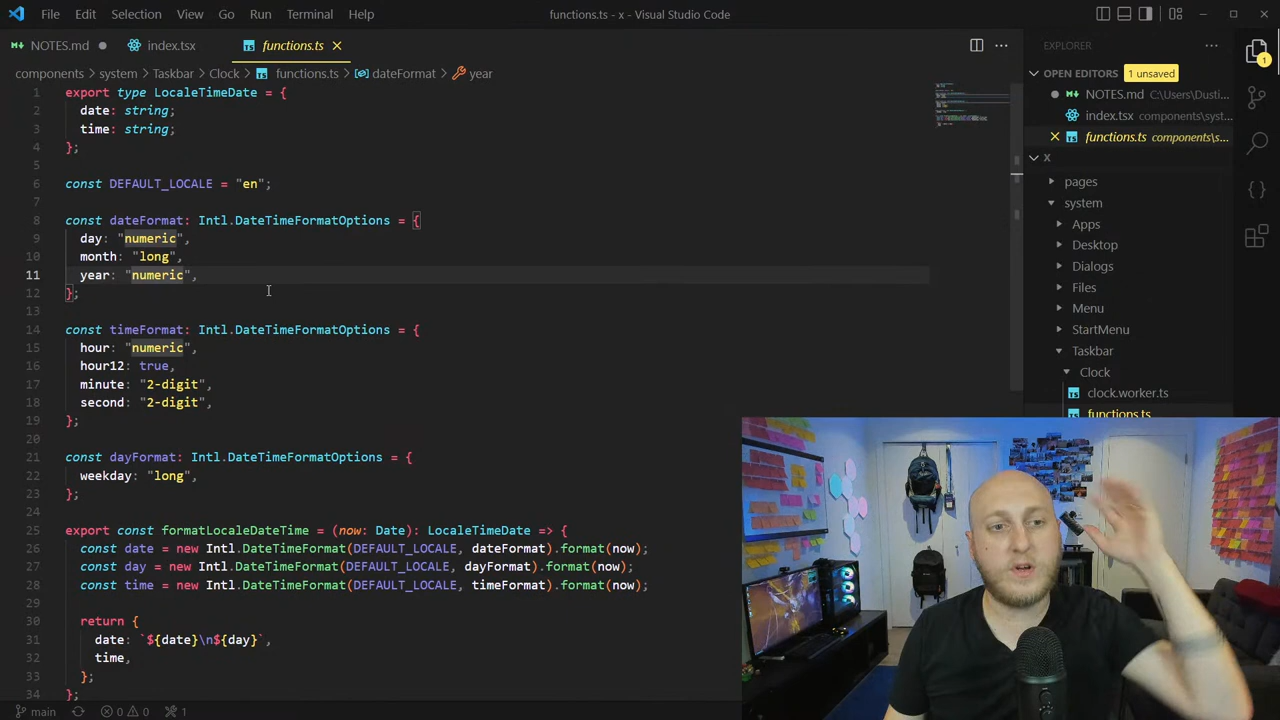 File Edit Selection View Go Run Terminal Help
functions.ts - x - Visual Studio Code
NOTES.md
index.tsx
functions.ts
components > system > Taskbar > Clock > functions.ts > dateFormat > year
1 export type LocaleTimeDate = {
2 date: string;
3 time: string;
4 };
5
6 const DEFAULT_LOCALE = "en";
7
8 const dateFormat: Intl.DateTimeFormatOptions = {
9 day: "numeric",
10 month: "long",
11 year: "numeric",
12 };
13
14 const timeFormat: Intl.DateTimeFormatOptions = {
15 hour: "numeric",
16 hour12: true,
17 minute: "2-digit",
18 second: "2-digit",
19 };
20
21 const dayFormat: Intl.DateTimeFormatOptions = {
22 weekday: "long",
23 };
24
25 export const formatLocaleDateTime = (now: Date): LocaleTimeDate => {
26 const date = new Intl.DateTimeFormat(DEFAULT_LOCALE, dateFormat).format(now);
27 const day = new Intl.DateTimeFormat(DEFAULT_LOCALE, dayFormat).format(now);
28 const time = new Intl.DateTimeFormat(DEFAULT_LOCALE, timeFormat).format(now);
29
30 return {
31 date: `${date}\n${day}`,
32 time,
33 };
34 };
EXPLORER
OPEN EDITORS 1 unsaved
NOTES.md C:\Users\Dusti...
index.tsx components\syst...
functions.ts components\s...
X
pages
system
Apps
Desktop
Dialogs
Files
Menu
StartMenu
Taskbar
Clock
clock.worker.ts
functions.ts
1
main 0 0 1